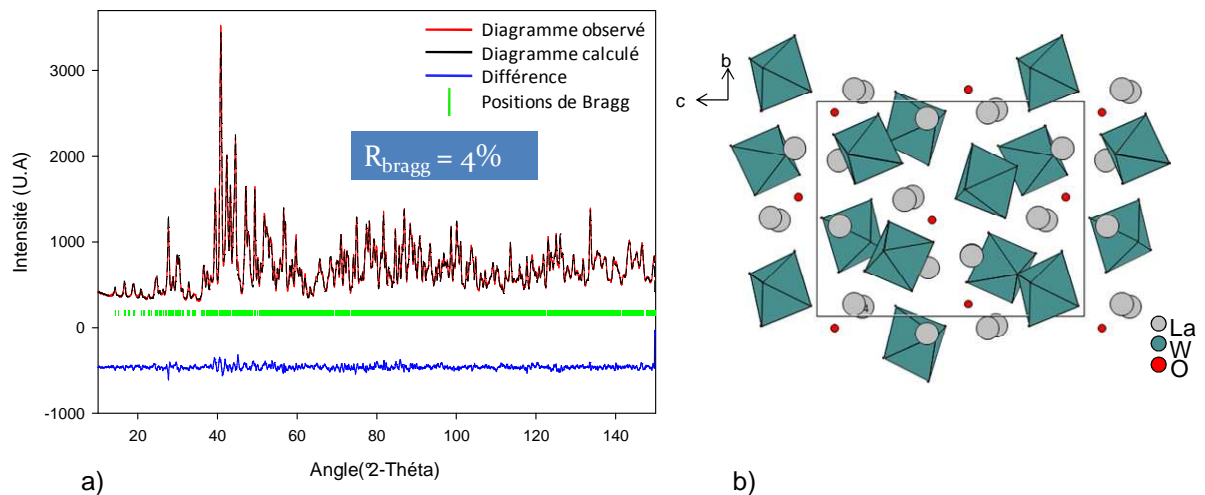 Diagramme observé
Diagramme calculé
Différence
Positions de Bragg
R_bragg = 4%
Intensité (U.A)
3000
2000
1000
0
-1000
20
40
60
80
100
120
140
Angle(°2-Théta)
a)
b
c
La
W
O
b)